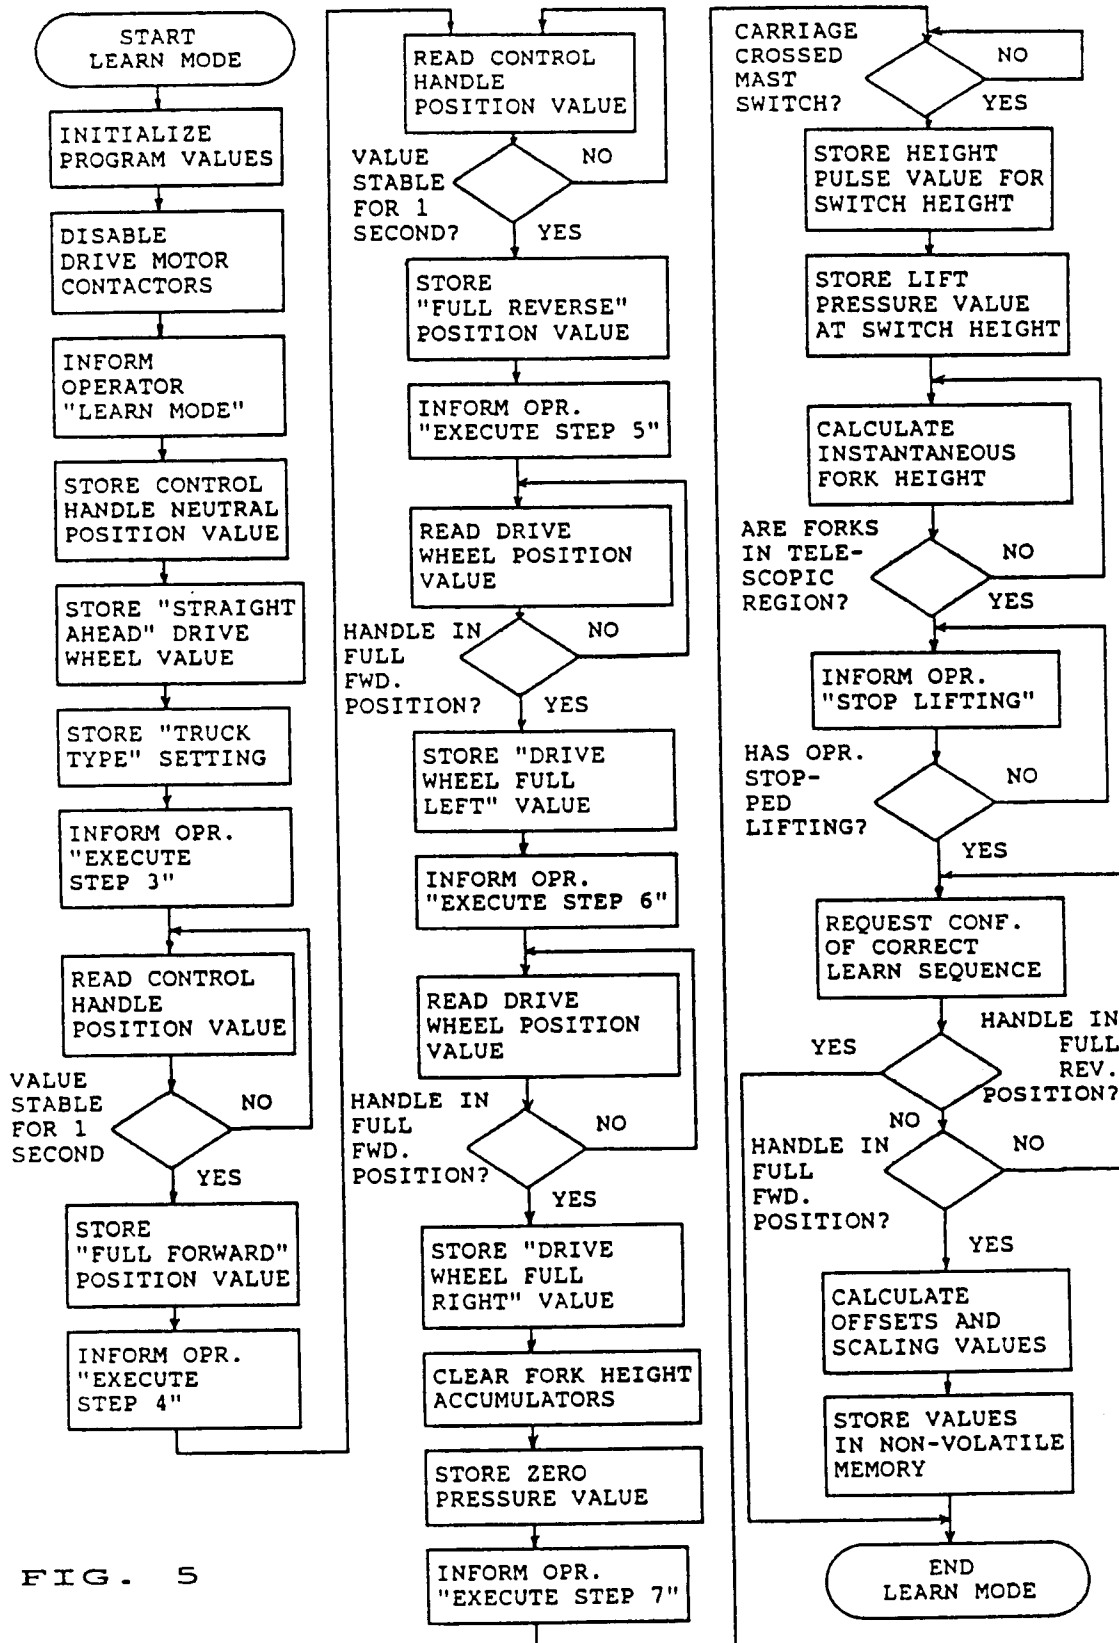 START
LEARN MODE
INITIALIZE
PROGRAM VALUES
DISABLE
DRIVE MOTOR
CONTACTORS
INFORM
OPERATOR
"LEARN MODE"
STORE CONTROL
HANDLE NEUTRAL
POSITION VALUE
STORE "STRAIGHT
AHEAD" DRIVE
WHEEL VALUE
STORE "TRUCK
TYPE" SETTING
INFORM OPR.
"EXECUTE
STEP 3"
READ CONTROL
HANDLE
POSITION VALUE
VALUE
STABLE
FOR 1
SECOND
NO
YES
STORE
"FULL FORWARD"
POSITION VALUE
INFORM OPR.
"EXECUTE
STEP 4"
READ CONTROL
HANDLE
POSITION VALUE
VALUE
STABLE
FOR 1
SECOND?
NO
YES
STORE
"FULL REVERSE"
POSITION VALUE
INFORM OPR.
"EXECUTE STEP 5"
READ DRIVE
WHEEL POSITION
VALUE
HANDLE IN
FULL
FWD.
POSITION?
NO
YES
STORE "DRIVE
WHEEL FULL
LEFT" VALUE
INFORM OPR.
"EXECUTE STEP 6"
READ DRIVE
WHEEL POSITION
VALUE
HANDLE IN
FULL
FWD.
POSITION?
NO
YES
STORE "DRIVE
WHEEL FULL
RIGHT" VALUE
CLEAR FORK HEIGHT
ACCUMULATORS
STORE ZERO
PRESSURE VALUE
INFORM OPR.
"EXECUTE STEP 7"
CARRIAGE
CROSSED
MAST
SWITCH?
NO
YES
STORE HEIGHT
PULSE VALUE FOR
SWITCH HEIGHT
STORE LIFT
PRESSURE VALUE
AT SWITCH HEIGHT
CALCULATE
INSTANTANEOUS
FORK HEIGHT
ARE FORKS
IN TELE-
SCOPIC
REGION?
NO
YES
INFORM OPR.
"STOP LIFTING"
HAS OPR.
STOP-
PED
LIFTING?
NO
YES
REQUEST CONF.
OF CORRECT
LEARN SEQUENCE
HANDLE IN
FULL
REV.
POSITION?
YES
NO
HANDLE IN
FULL
FWD.
POSITION?
NO
YES
CALCULATE
OFFSETS AND
SCALING VALUES
STORE VALUES
IN NON-VOLATILE
MEMORY
END
LEARN MODE
FIG. 5